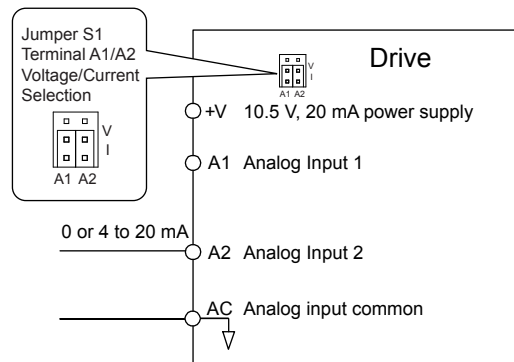 Jumper S1
Terminal A1/A2
Voltage/Current
Selection
V
I
A1 A2
V
I
A1 A2
Drive
+V 10.5 V, 20 mA power supply
A1 Analog Input 1
0 or 4 to 20 mA
A2 Analog Input 2
AC Analog input common